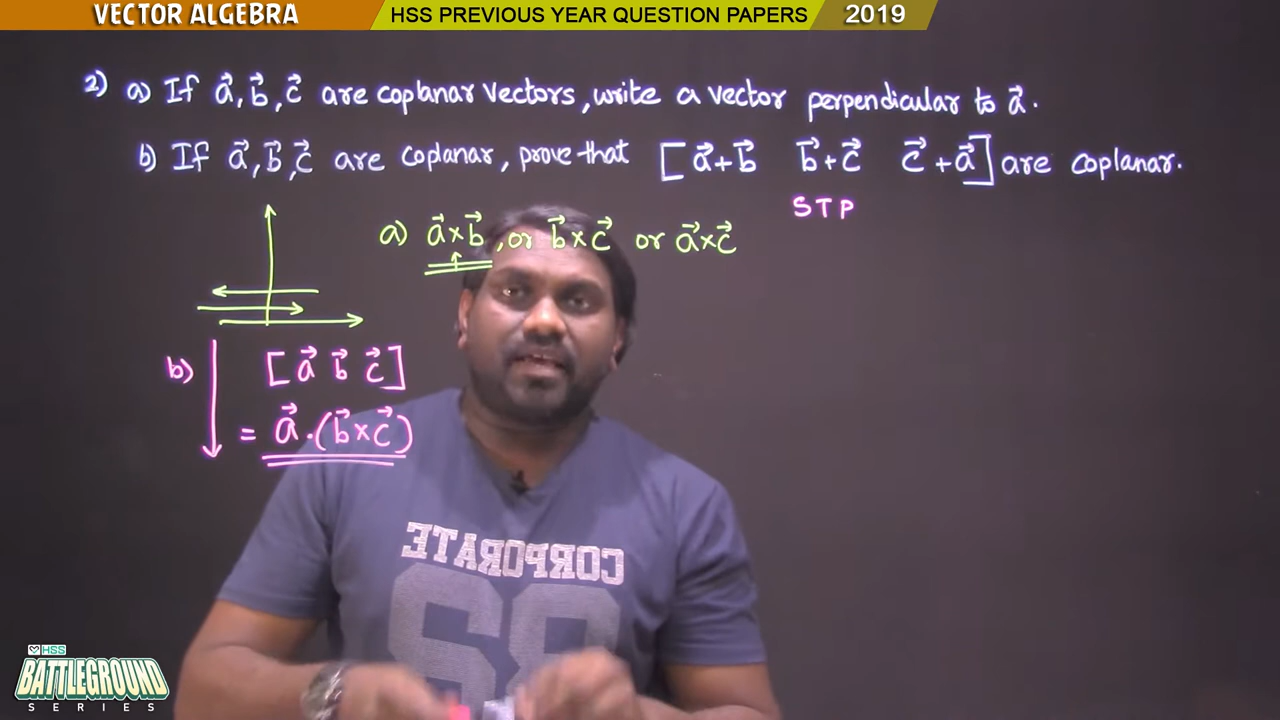 VECTOR ALGEBRA HSS PREVIOUS YEAR QUESTION PAPERS 2019
2) a) If a⃗, b⃗, c⃗ are coplanar vectors, write a vector perpendicular to a⃗.
b) If a⃗, b⃗, c⃗ are coplanar, prove that [a⃗+b⃗ b⃗+c⃗ c⃗+a⃗] are coplanar.
STP
a) a⃗×b⃗, or b⃗×c⃗ or a⃗×c⃗
b) [a⃗ b⃗ c⃗]
= a⃗·(b⃗×c⃗)
CORPORATE
82
HSS
BATTLEGROUND
SERIES